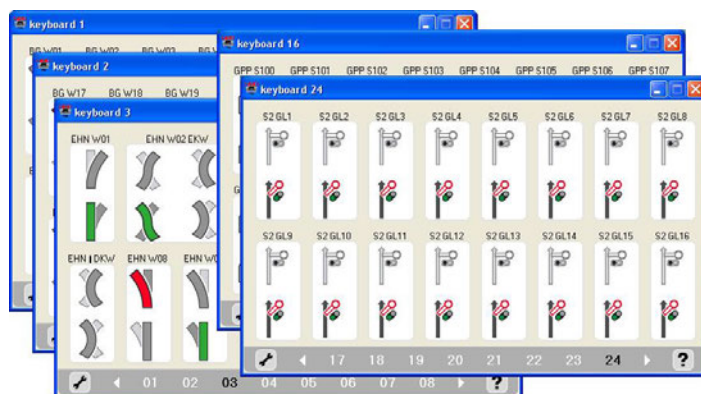 keyboard 1
BG W01 BG W02 BG W03
keyboard 2
BG W17 BG W18 BG W19
keyboard 3
EHN W01 EHN W02 EKW
EHN I DKW EHN W08
01 02 03 04 05 06 07 08 ?
keyboard 16
GPP S100 GPP S101 GPP S102 GPP S103 GPP S104 GPP S105 GPP S106 GPP S107
keyboard 24
S2 GL1 S2 GL2 S2 GL3 S2 GL4 S2 GL5 S2 GL6 S2 GL7 S2 GL8
S2 GL9 S2 GL10 S2 GL11 S2 GL12 S2 GL13 S2 GL14 S2 GL15 S2 GL16
17 18 19 20 21 22 23 24 ?